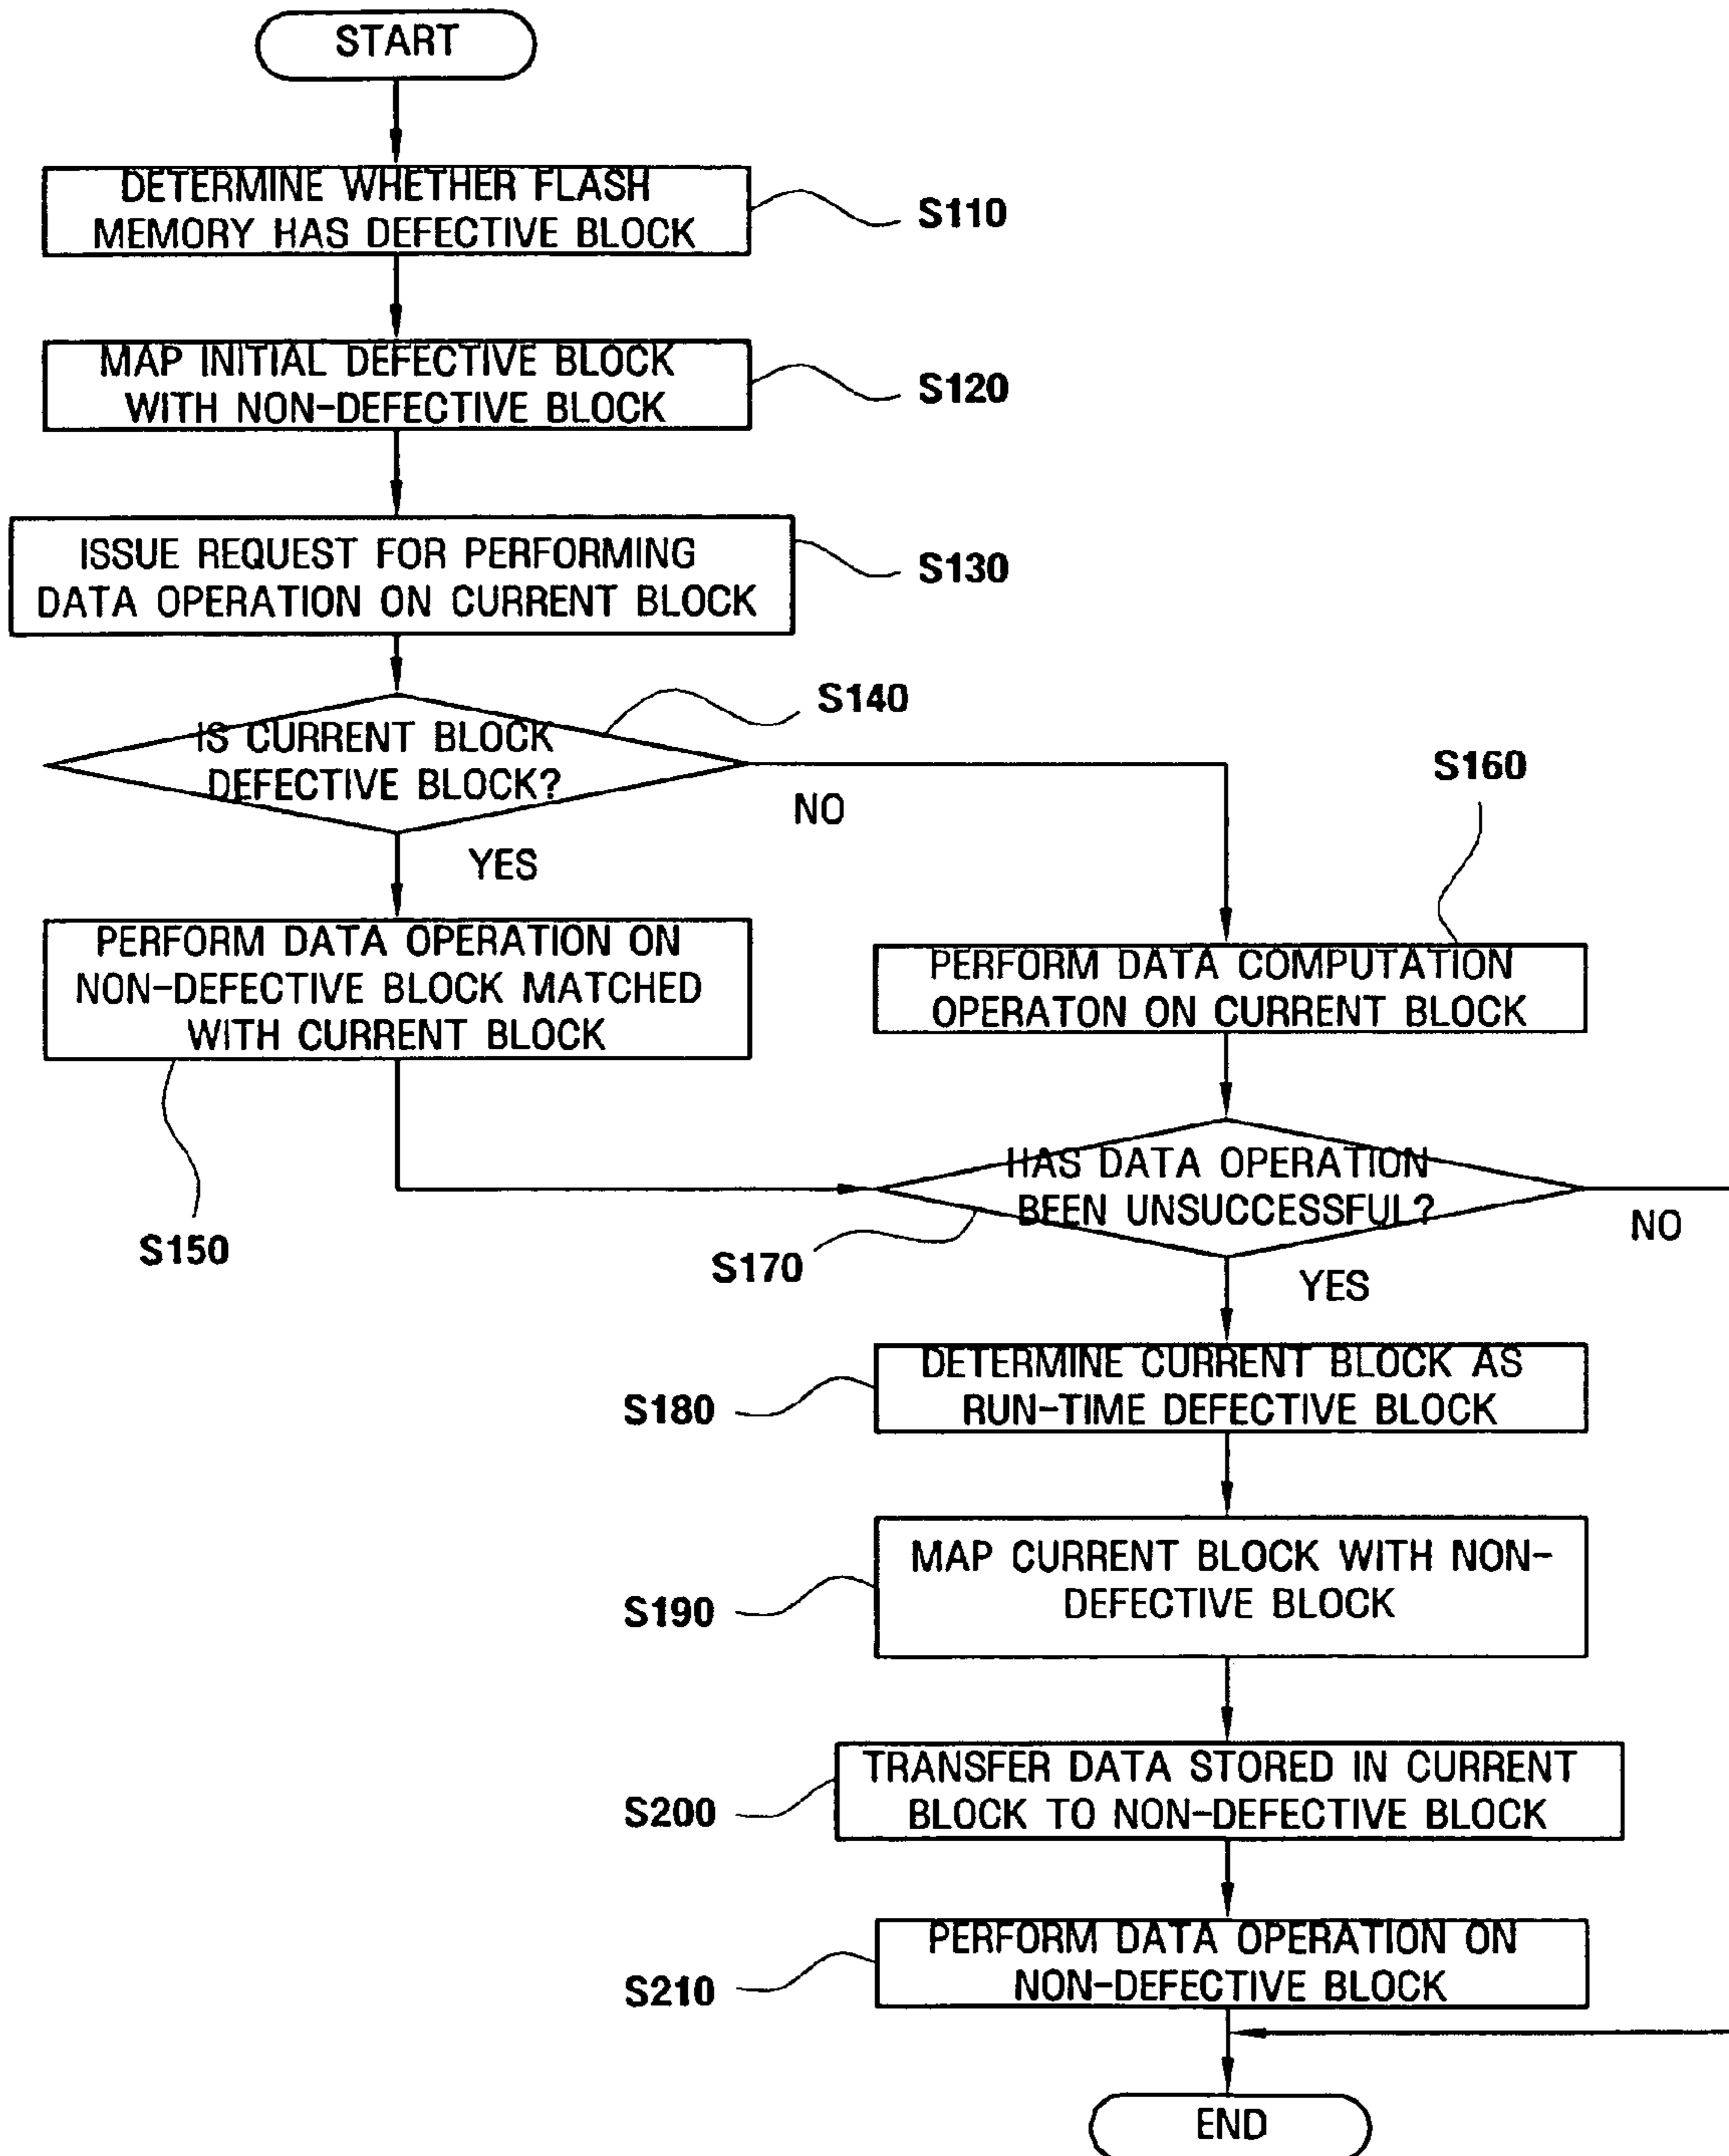 START
DETERMINE WHETHER FLASH
MEMORY HAS DEFECTIVE BLOCK
S110
MAP INITIAL DEFECTIVE BLOCK
WITH NON-DEFECTIVE BLOCK
S120
ISSUE REQUEST FOR PERFORMING
DATA OPERATION ON CURRENT BLOCK
S130
IS CURRENT BLOCK
DEFECTIVE BLOCK?
S140
NO
YES
PERFORM DATA OPERATION ON
NON-DEFECTIVE BLOCK MATCHED
WITH CURRENT BLOCK
S150
S160
PERFORM DATA COMPUTATION
OPERATON ON CURRENT BLOCK
HAS DATA OPERATION
BEEN UNSUCCESSFUL?
S170
NO
YES
DETERMINE CURRENT BLOCK AS
RUN-TIME DEFECTIVE BLOCK
S180
MAP CURRENT BLOCK WITH NON-
DEFECTIVE BLOCK
S190
TRANSFER DATA STORED IN CURRENT
BLOCK TO NON-DEFECTIVE BLOCK
S200
PERFORM DATA OPERATION ON
NON-DEFECTIVE BLOCK
S210
END